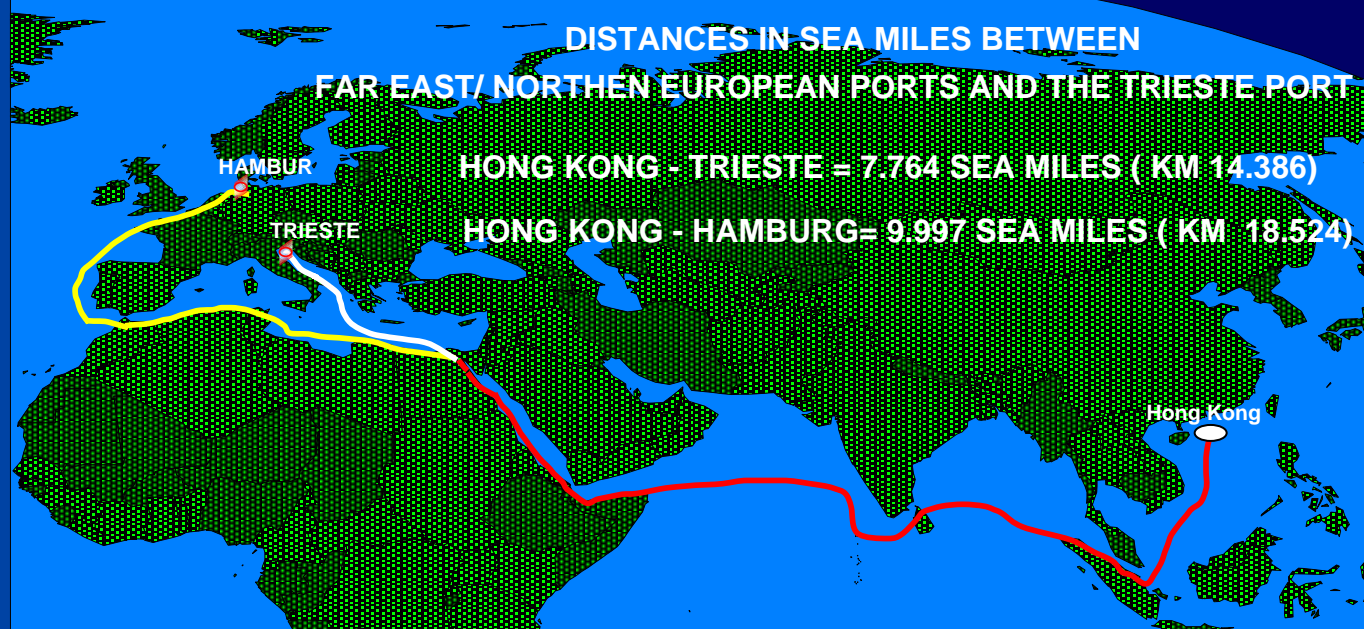 DISTANCES IN SEA MILES BETWEEN
FAR EAST/ NORTHEN EUROPEAN PORTS AND THE TRIESTE PORT
HAMBUR
HONG KONG - TRIESTE = 7.764 SEA MILES ( KM 14.386)
TRIESTE
HONG KONG - HAMBURG= 9.997 SEA MILES ( KM 18.524)
Hong Kong